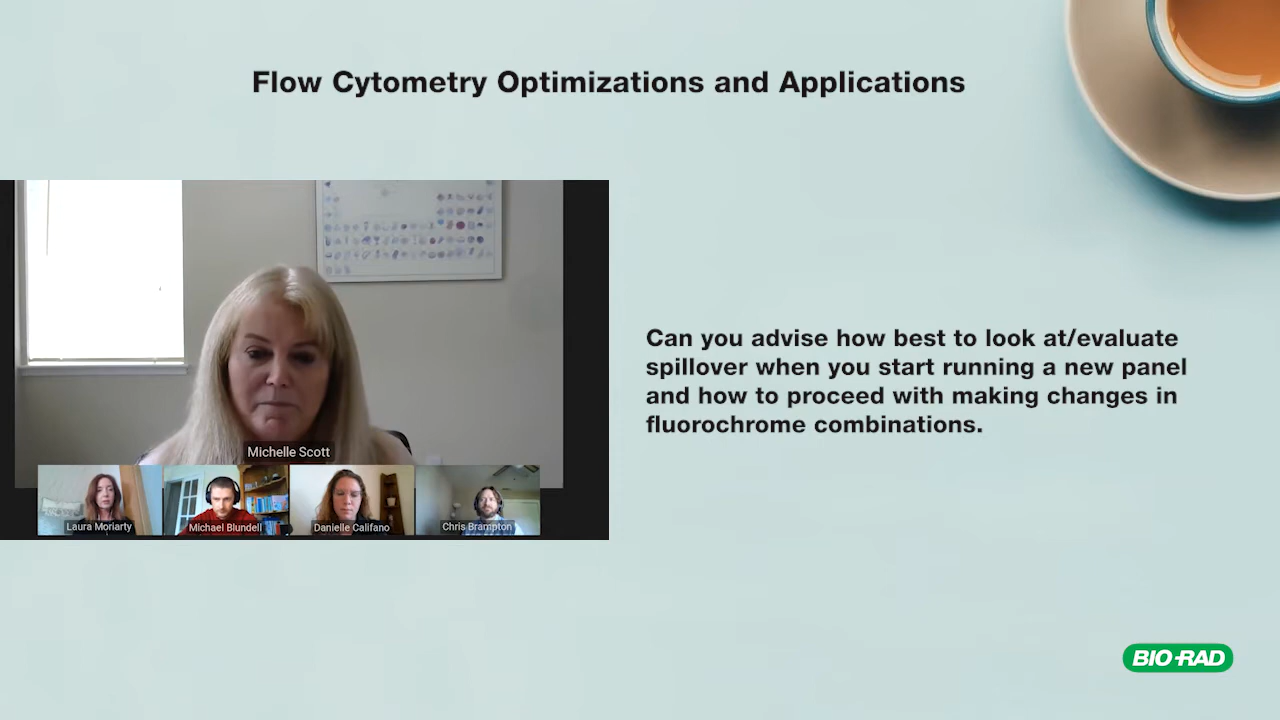 Flow Cytometry Optimizations and Applications
Can you advise how best to look at/evaluate
spillover when you start running a new panel
and how to proceed with making changes in
fluorochrome combinations.
Michelle Scott
Laura Moriarty
Michael Blundell
Danielle Califano
Chris Brampton
BIO-RAD